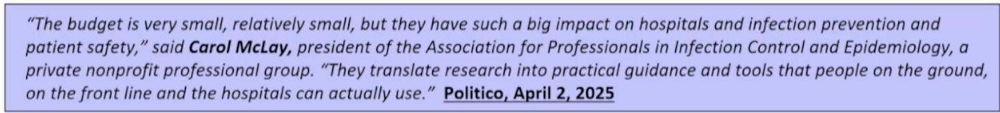 “The budget is very small, relatively small, but they have such a big impact on hospitals and infection prevention and
patient safety,” said Carol McLay, president of the Association for Professionals in Infection Control and Epidemiology, a
private nonprofit professional group. “They translate research into practical guidance and tools that people on the ground,
on the front line and the hospitals can actually use.” Politico, April 2, 2025